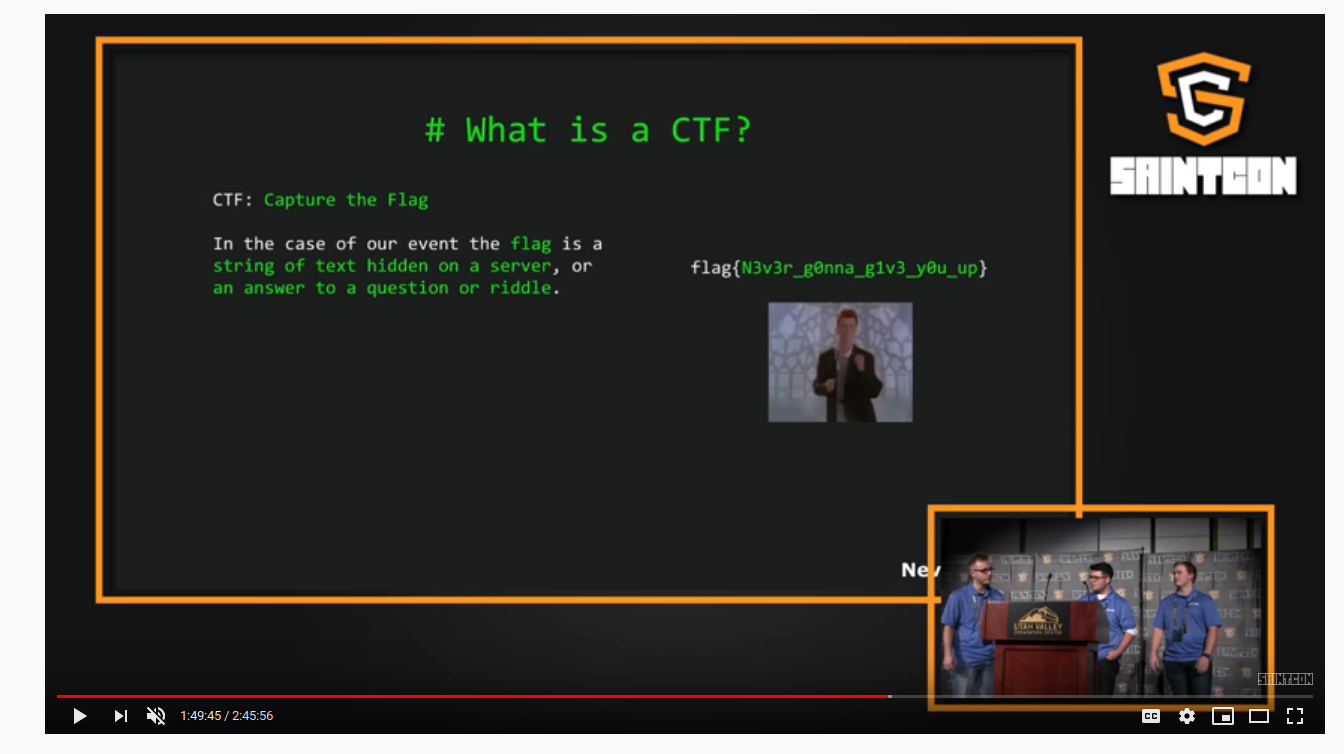 # What is a CTF?
SAINTCON
CTF: Capture the Flag
In the case of our event the flag is a
string of text hidden on a server, or
an answer to a question or riddle.
flag{N3v3r_g0nna_g1v3_y0u_up}
Nev
UTAH VALLEY
CONVENTION CENTER
SAINTCON
1:49:45 / 2:45:56
CC